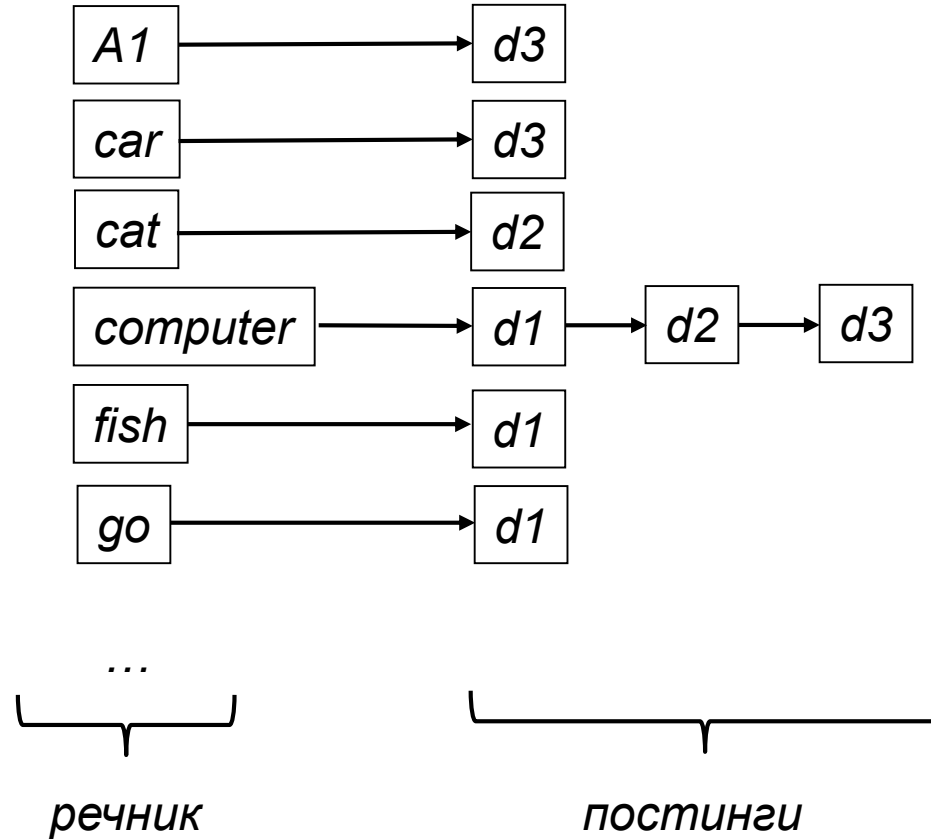 A1 d3
car d3
cat d2
computer d1 d2 d3
fish d1
go d1
...
речник постинги